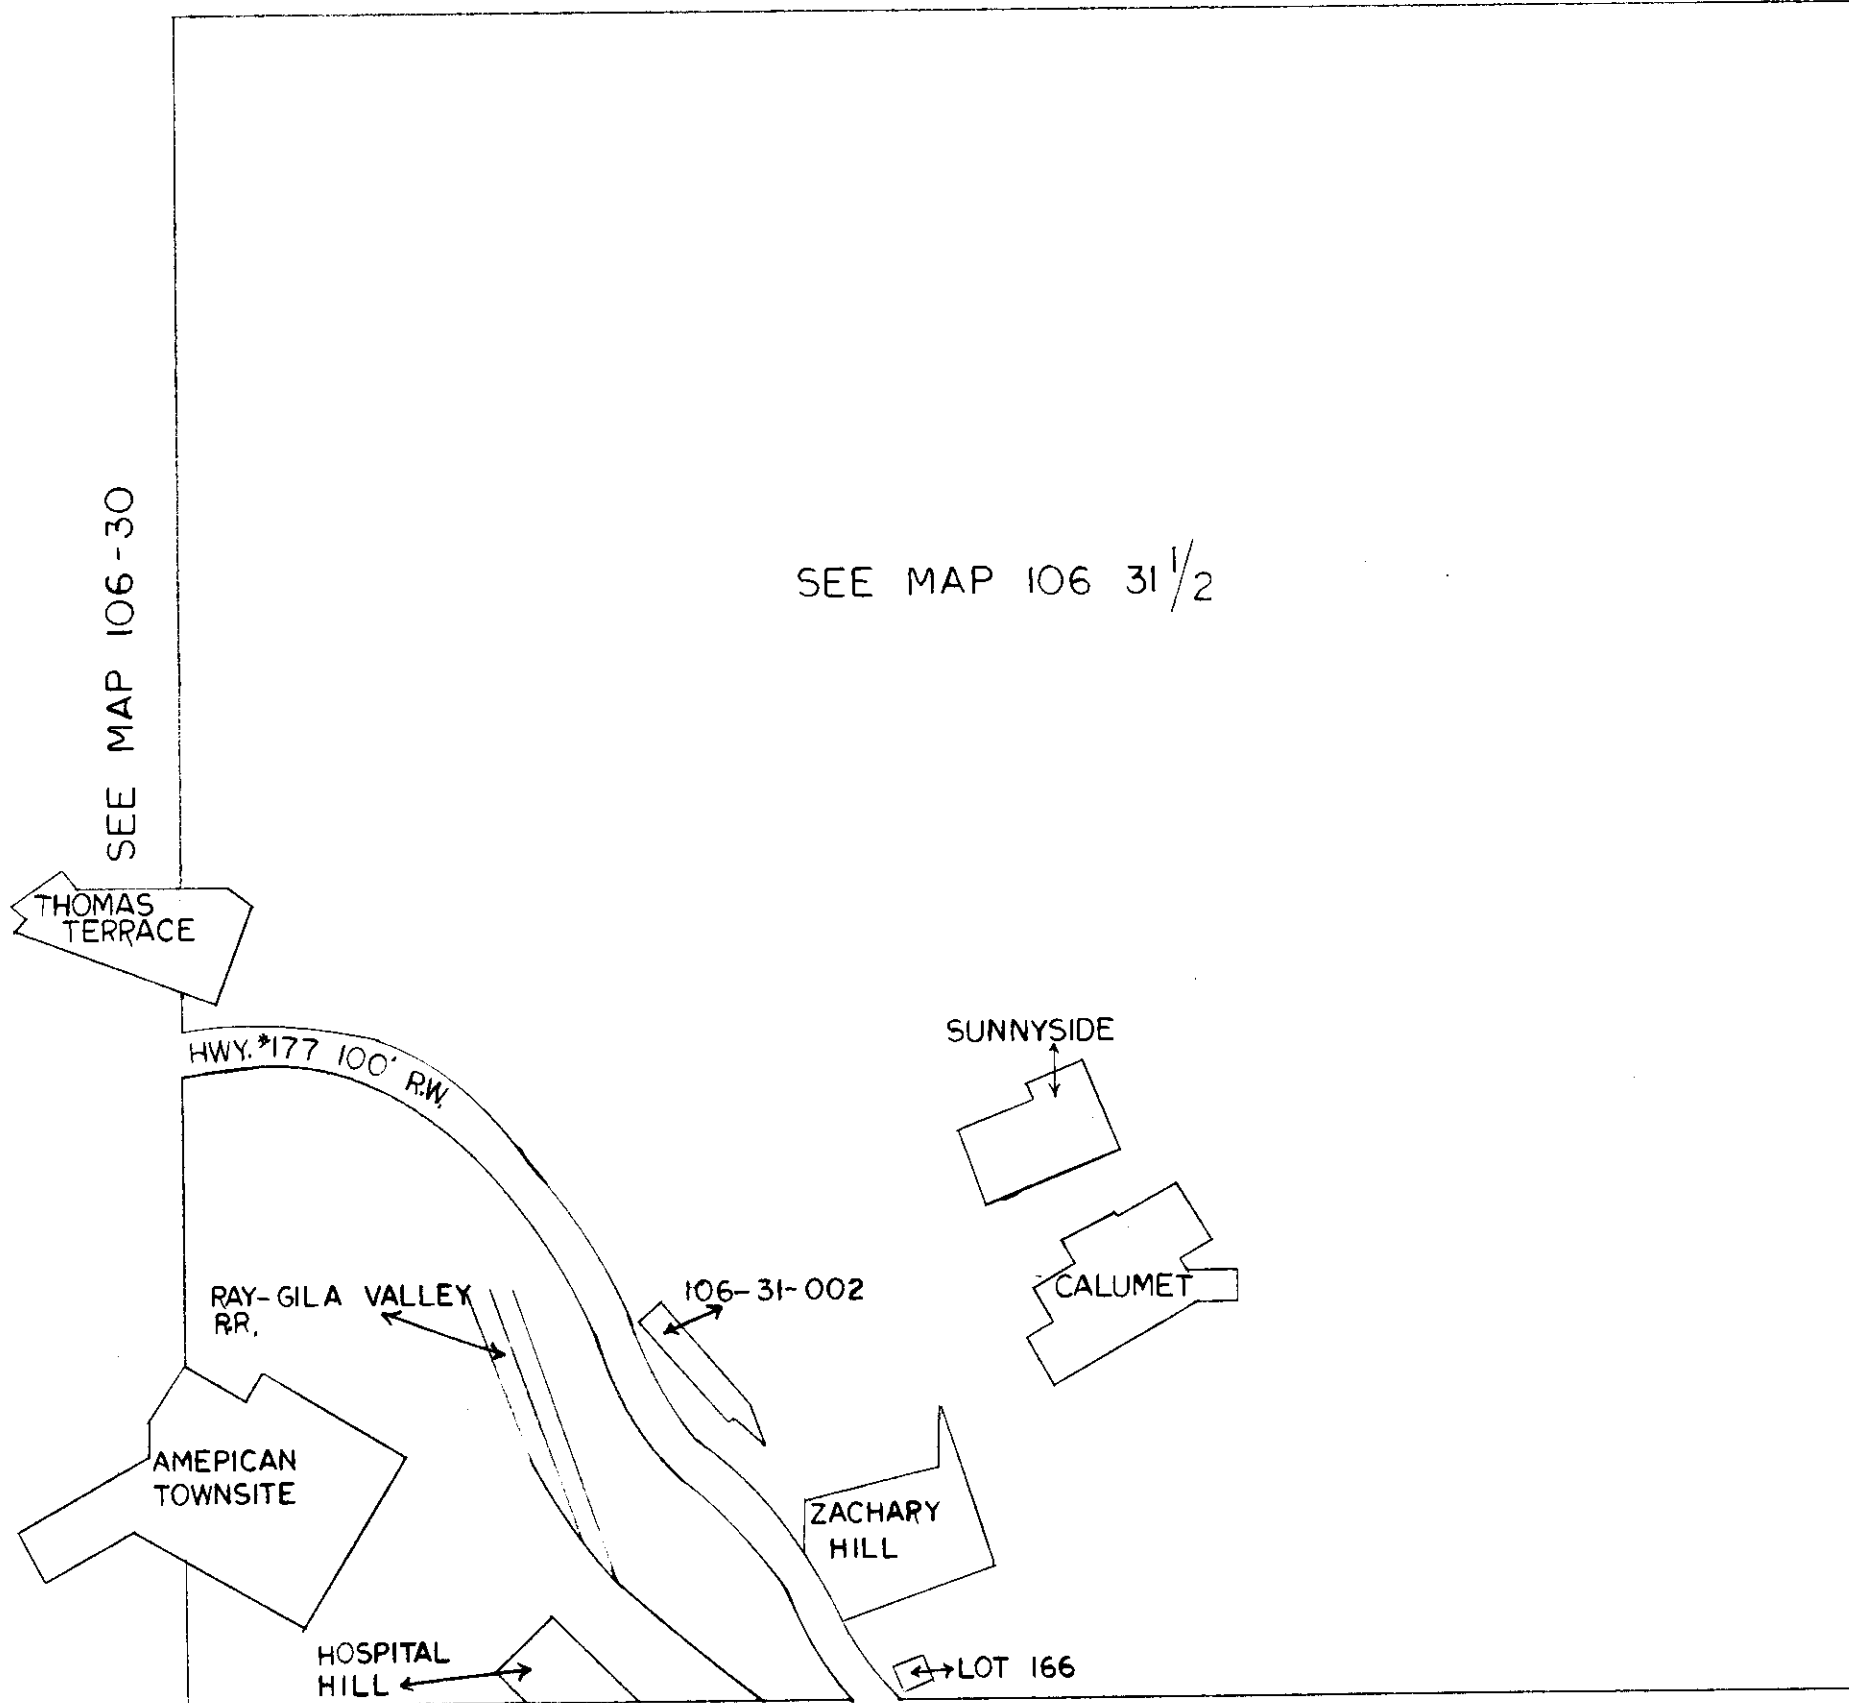 SEE MAP 106-30
SEE MAP 106 31 1/2
THOMAS
TERRACE
HWY. #177 100' R.W.
SUNNYSIDE
RAY-GILA VALLEY
R.R.
106-31-002
CALUMET
AMEPICAN
TOWNSITE
ZACHARY
HILL
HOSPITAL
HILL
LOT 166